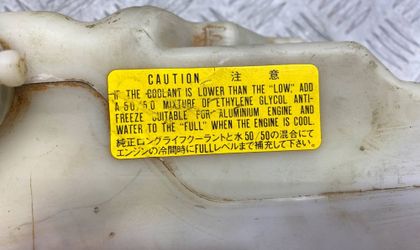 CAUTION 注意
IF THE COOLANT IS LOWER THAN THE "LOW," ADD
A 50/50 MIXTURE OF ETHYLENE GLYCOL ANTI-
FREEZE SUITABLE FOR ALUMINIUM ENGINE AND
WATER TO THE "FULL" WHEN THE ENGINE IS COOL.
純正ロングライフクーラントと水50/50の混合にて
エンジンの冷間時にFULLレベルまで補充して下さい。